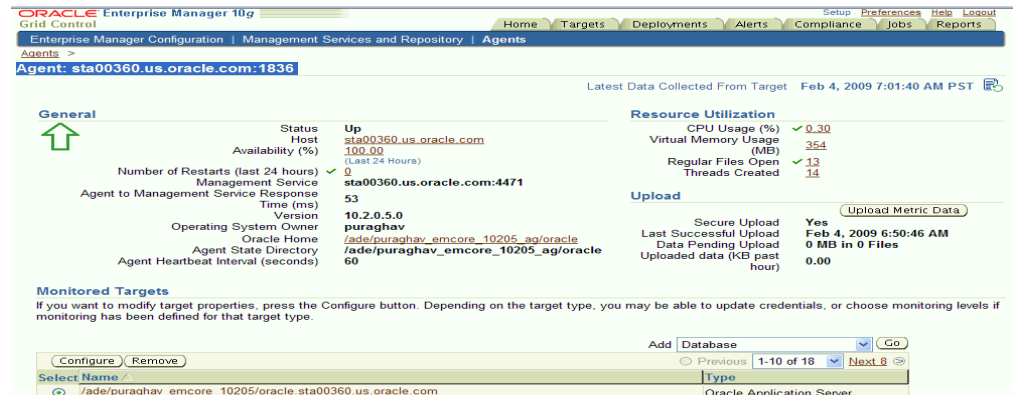 ORACLE Enterprise Manager 10g
Grid Control
Setup Preferences Help Logout
Home Targets Deployments Alerts Compliance Jobs Reports
Enterprise Manager Configuration | Management Services and Repository | Agents
Agents >
Agent: sta00360.us.oracle.com:1836
Latest Data Collected From Target Feb 4, 2009 7:01:40 AM PST
General
Status Up
Host sta00360.us.oracle.com
Availability (%) 100.00
(Last 24 Hours)
Number of Restarts (last 24 hours) 0
Management Service sta00360.us.oracle.com:4471
Agent to Management Service Response Time (ms) 53
Version 10.2.0.5.0
Operating System Owner puraghav
Oracle Home /ade/puraghav_emcore_10205_ag/oracle
Agent State Directory /ade/puraghav_emcore_10205_ag/oracle
Agent Heartbeat Interval (seconds) 60
Resource Utilization
CPU Usage (%) 0.30
Virtual Memory Usage (MB) 354
Regular Files Open 13
Threads Created 14
Upload
Upload Metric Data
Secure Upload Yes
Last Successful Upload Feb 4, 2009 6:50:46 AM
Data Pending Upload 0 MB in 0 Files
Uploaded data (KB past hour) 0.00
Monitored Targets
If you want to modify target properties, press the Configure button. Depending on the target type, you may be able to update credentials, or choose monitoring levels if
monitoring has been defined for that target type.
Add Database Go
Configure Remove
Previous 1-10 of 18 Next 8
Select Name Type
/ade/puraghav_emcore_10205/oracle.sta00360.us.oracle.com Oracle Application Server